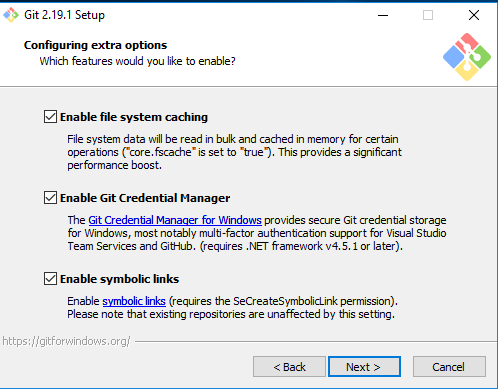 Git 2.19.1 Setup
Configuring extra options
Which features would you like to enable?
Enable file system caching
File system data will be read in bulk and cached in memory for certain
operations ("core.fscache" is set to "true"). This provides a significant
performance boost.
Enable Git Credential Manager
The Git Credential Manager for Windows provides secure Git credential storage
for Windows, most notably multi-factor authentication support for Visual Studio
Team Services and GitHub. (requires .NET framework v4.5.1 or later).
Enable symbolic links
Enable symbolic links (requires the SeCreateSymbolicLink permission).
Please note that existing repositories are unaffected by this setting.
https://gitforwindows.org/
< Back
Next >
Cancel